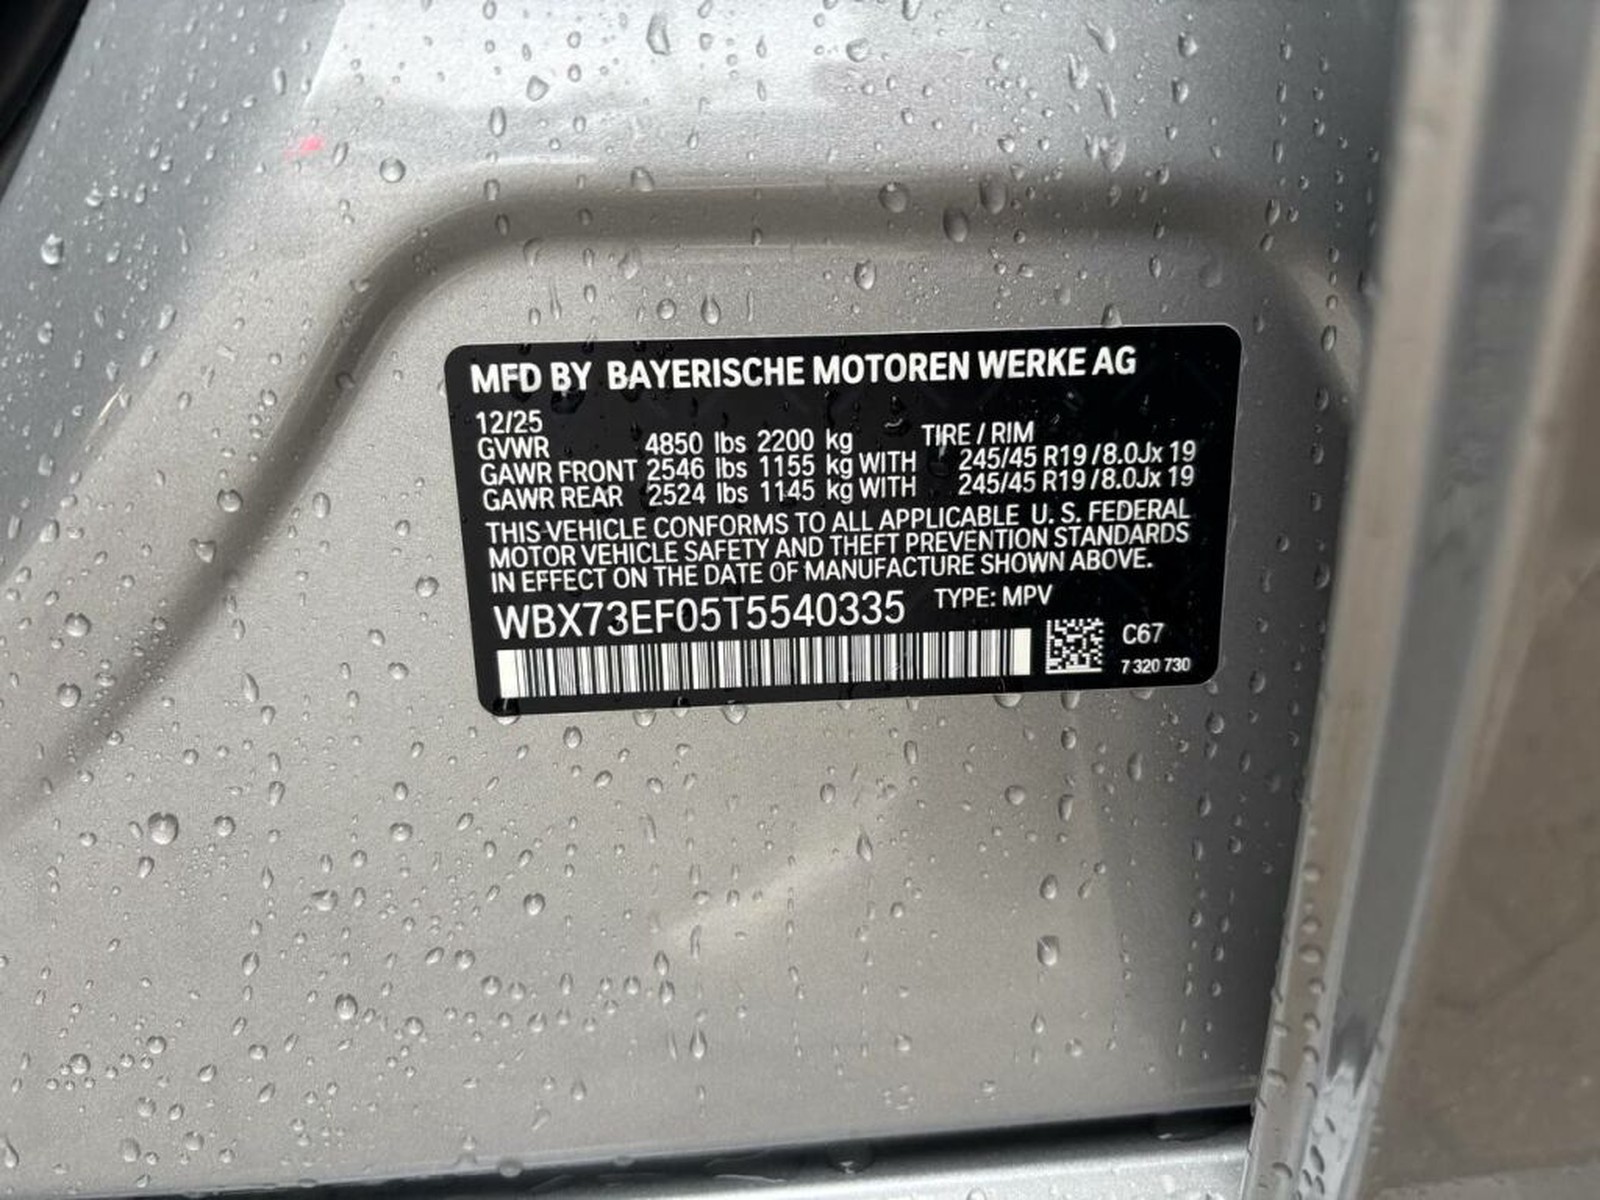 MFD BY BAYERISCHE MOTOREN WERKE AG
12/25
GVWR 4850 lbs 2200 kg TIRE / RIM
GAWR FRONT 2546 lbs 1155 kg WITH 245/45 R19 /8.0Jx 19
GAWR REAR 2524 lbs 1145 kg WITH 245/45 R19 /8.0Jx 19
THIS VEHICLE CONFORMS TO ALL APPLICABLE U. S. FEDERAL
MOTOR VEHICLE SAFETY AND THEFT PREVENTION STANDARDS
IN EFFECT ON THE DATE OF MANUFACTURE SHOWN ABOVE.
WBX73EF05T5540335 TYPE: MPV
C67
7 320 730